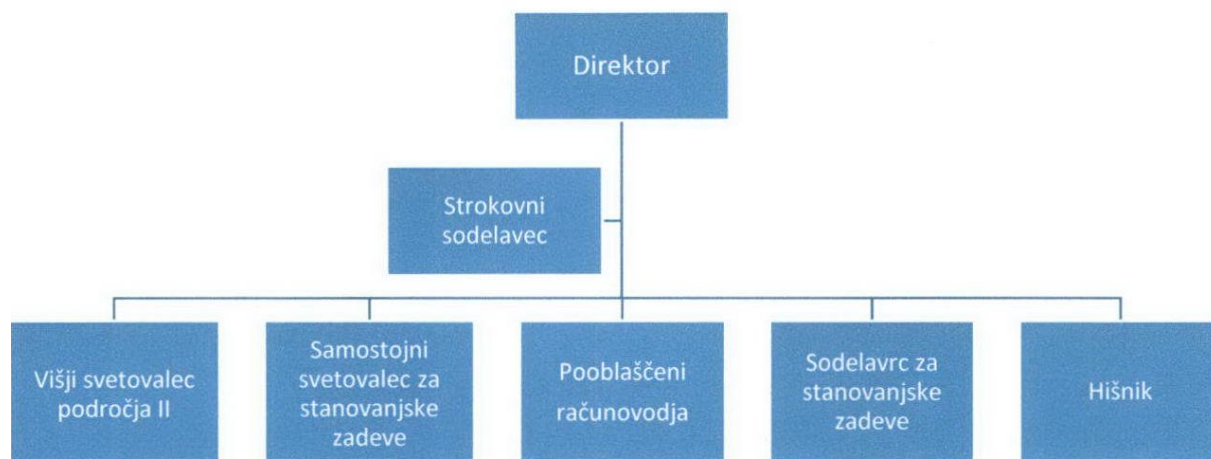 Direktor
Strokovni
sodelavec
Višji svetovalec
področja II
Samostojni
svetovalec za
stanovanjske
zadeve
Pooblaščeni
računovodja
Sodelavrc za
stanovanjske
zadeve
Hišnik